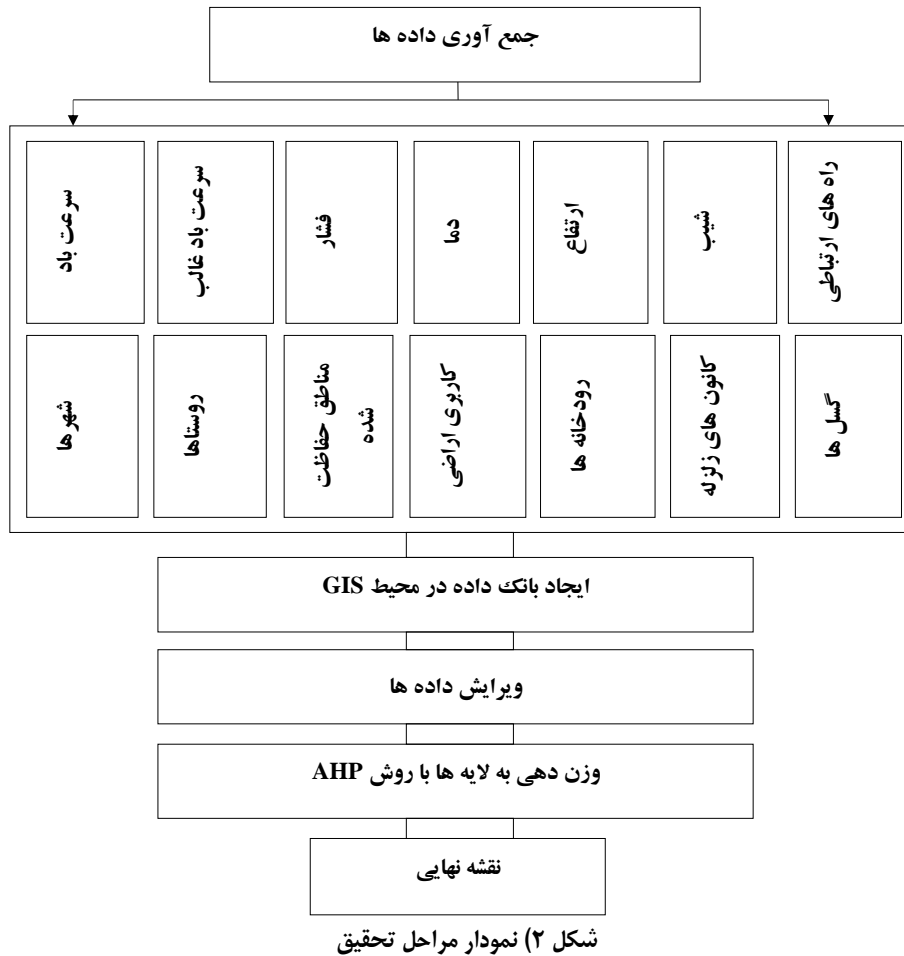 جمع آوری داده ها
راه های ارتباطی
شیب
ارتفاع
دما
فشار
سرعت باد غالب
سرعت باد
گسل ها
کانون های زلزله
رودخانه ها
کاربری اراضی
مناطق حفاظت
شده
روستاها
شهرها
ایجاد بانک داده در محیط GIS
ویرایش داده ها
وزن دهی به لایه ها با روش AHP
نقشه نهایی
شکل ۲) نمودار مراحل تحقیق